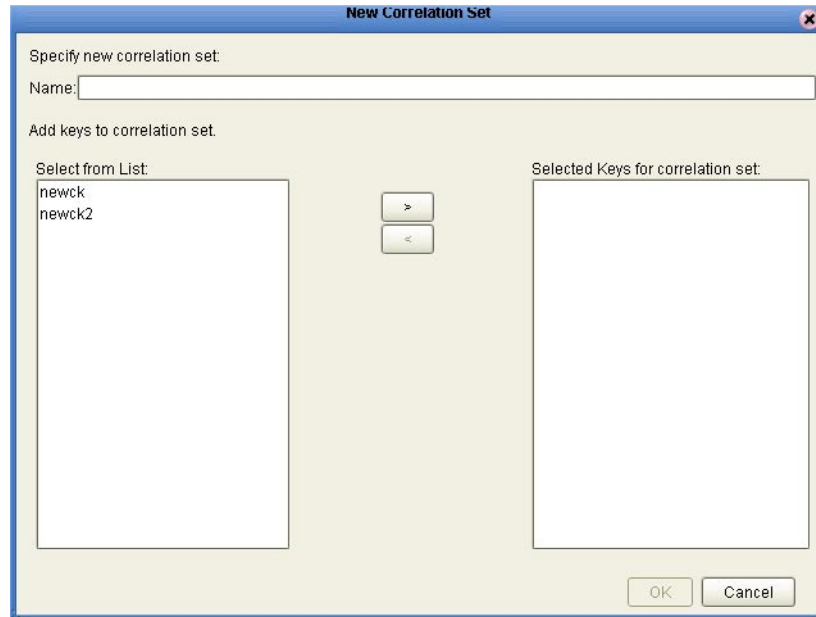 New Correlation Set
Specify new correlation set:
Name:
Add keys to correlation set.
Select from List:
newck
newck2
>
<
Selected Keys for correlation set:
OK
Cancel